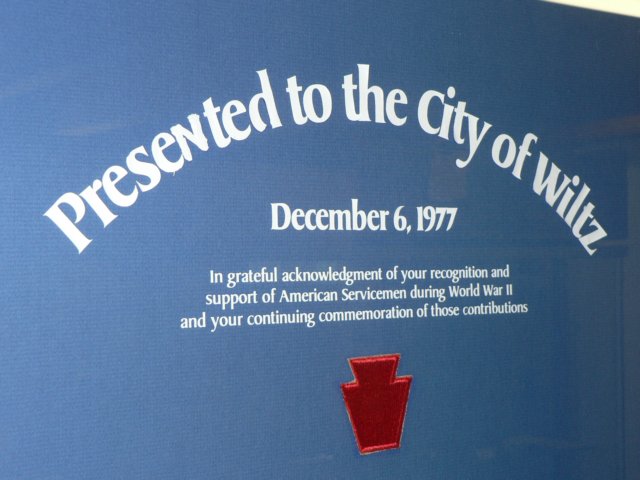 Presented to the City of Wiltz
December 6, 1977
In grateful acknowledgment of your recognition and
support of American Servicemen during World War II
and your continuing commemoration of those contributions